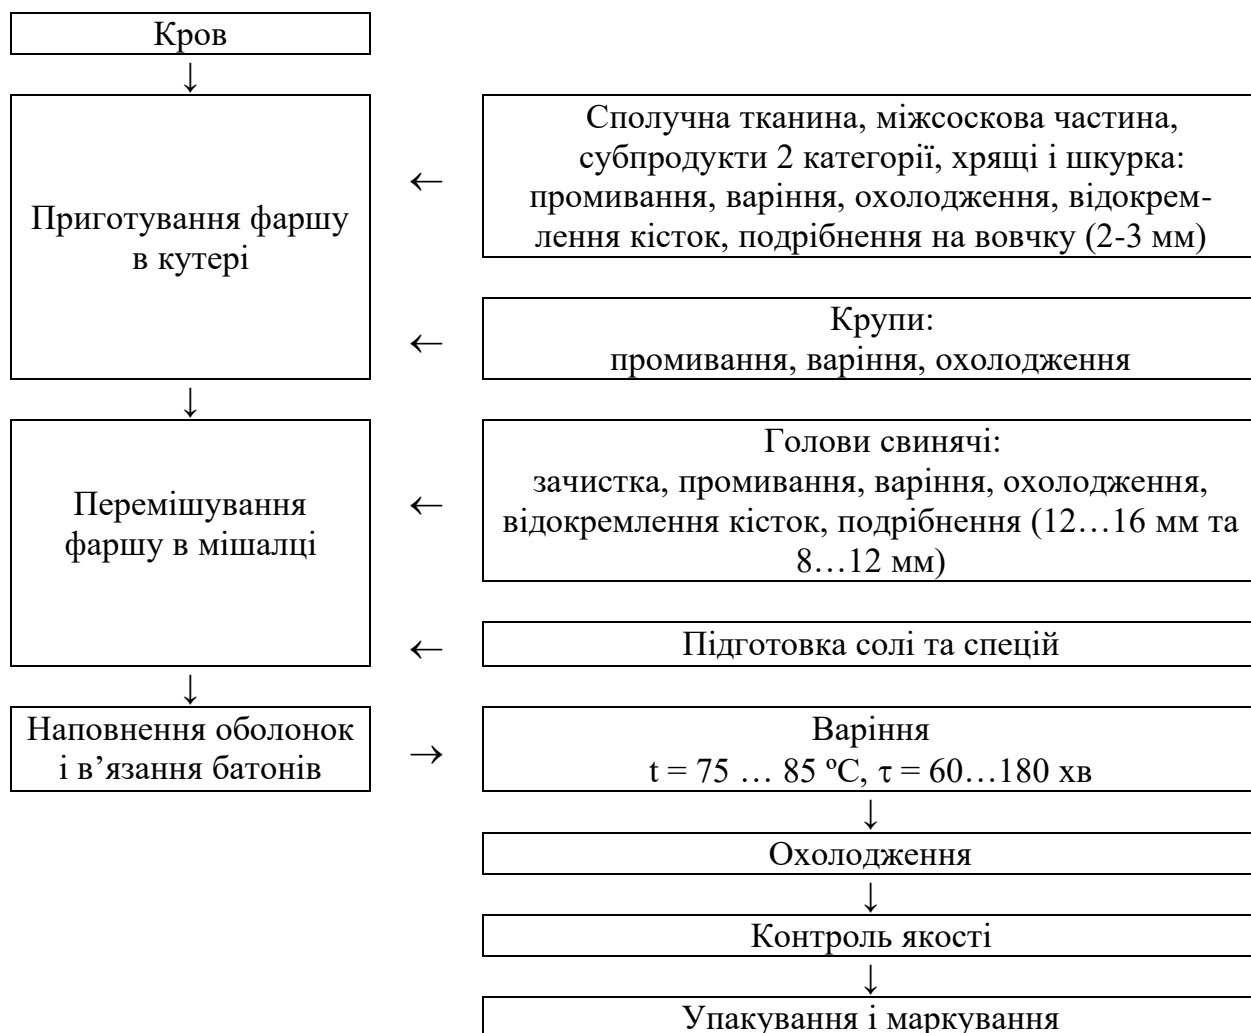 Кров
↓
Приготування фаршу
в кутері
←
Сполучна тканина, міжсоскова частина,
субпродукти 2 категорії, хрящі і шкурка:
промивання, варіння, охолодження, відокрем-
лення кісток, подрібнення на вовчку (2-3 мм)
←
Крупи:
промивання, варіння, охолодження
↓
Перемішування
фаршу в мішалці
←
Голови свинячі:
зачистка, промивання, варіння, охолодження,
відокремлення кісток, подрібнення (12…16 мм та
8…12 мм)
←
Підготовка солі та спецій
↓
Наповнення оболонок
і в’язання батонів
→
Варіння
t = 75 … 85 ºС, τ = 60…180 хв
↓
Охолодження
↓
Контроль якості
↓
Упакування і маркування